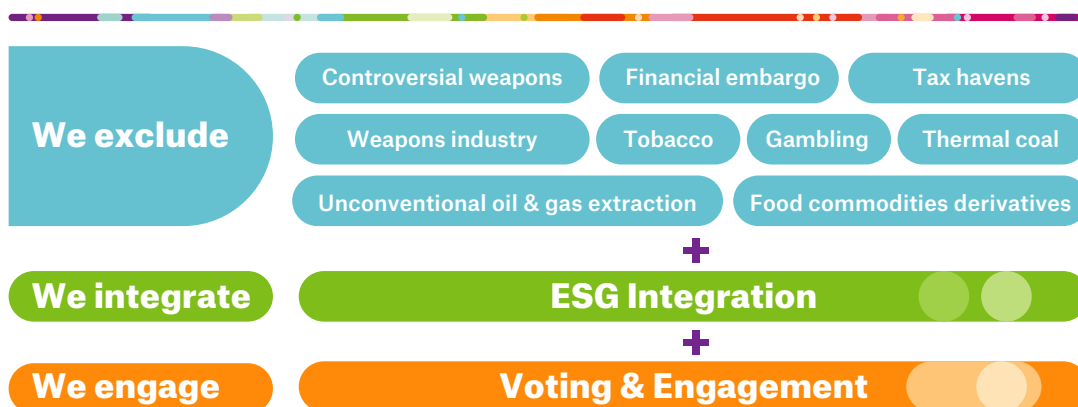 We exclude
Controversial weapons
Financial embargo
Tax havens
Weapons industry
Tobacco
Gambling
Thermal coal
Unconventional oil & gas extraction
Food commodities derivatives
We integrate
ESG Integration
We engage
Voting & Engagement